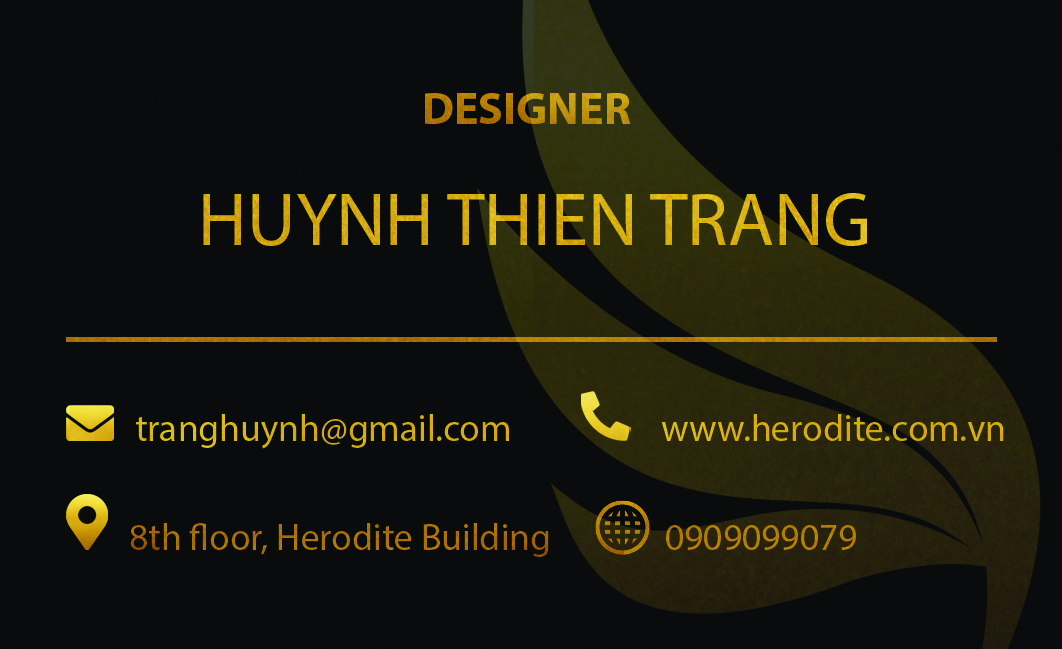 DESIGNER
HUYNH THIEN TRANG
tranghuynh@gmail.com
www.herodite.com.vn
8th floor, Herodite Building
0909099079